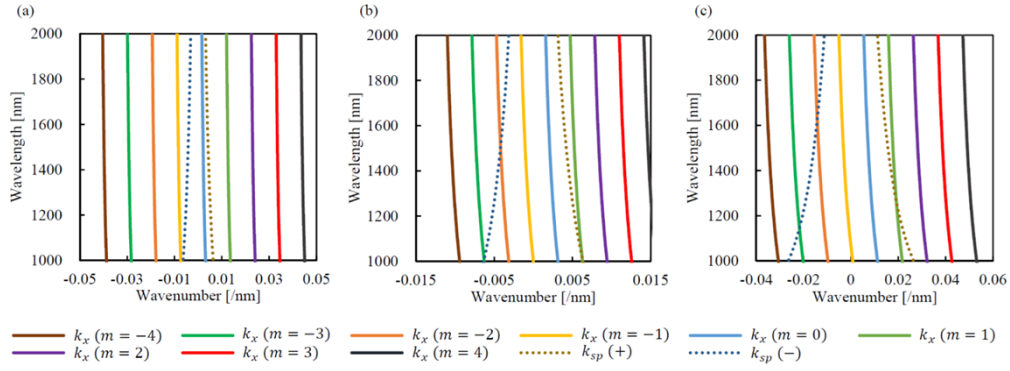 (a)
2000
1800
1600
1400
1200
1000
Wavelength [nm]
-0.05 -0.03 -0.01 0.01 0.03 0.05
Wavenumber [/nm]
(b)
2000
1800
1600
1400
1200
1000
Wavelength [nm]
-0.015 -0.005 0.005 0.015
Wavenumber [/nm]
(c)
2000
1800
1600
1400
1200
1000
Wavelength [nm]
-0.04 -0.02 0 0.02 0.04 0.06
Wavenumber [/nm]
kₓ (m = −4) kₓ (m = −3) kₓ (m = −2) kₓ (m = −1) kₓ (m = 0) kₓ (m = 1)
kₓ (m = 2) kₓ (m = 3) kₓ (m = 4) kₛₚ (+) kₛₚ (−)